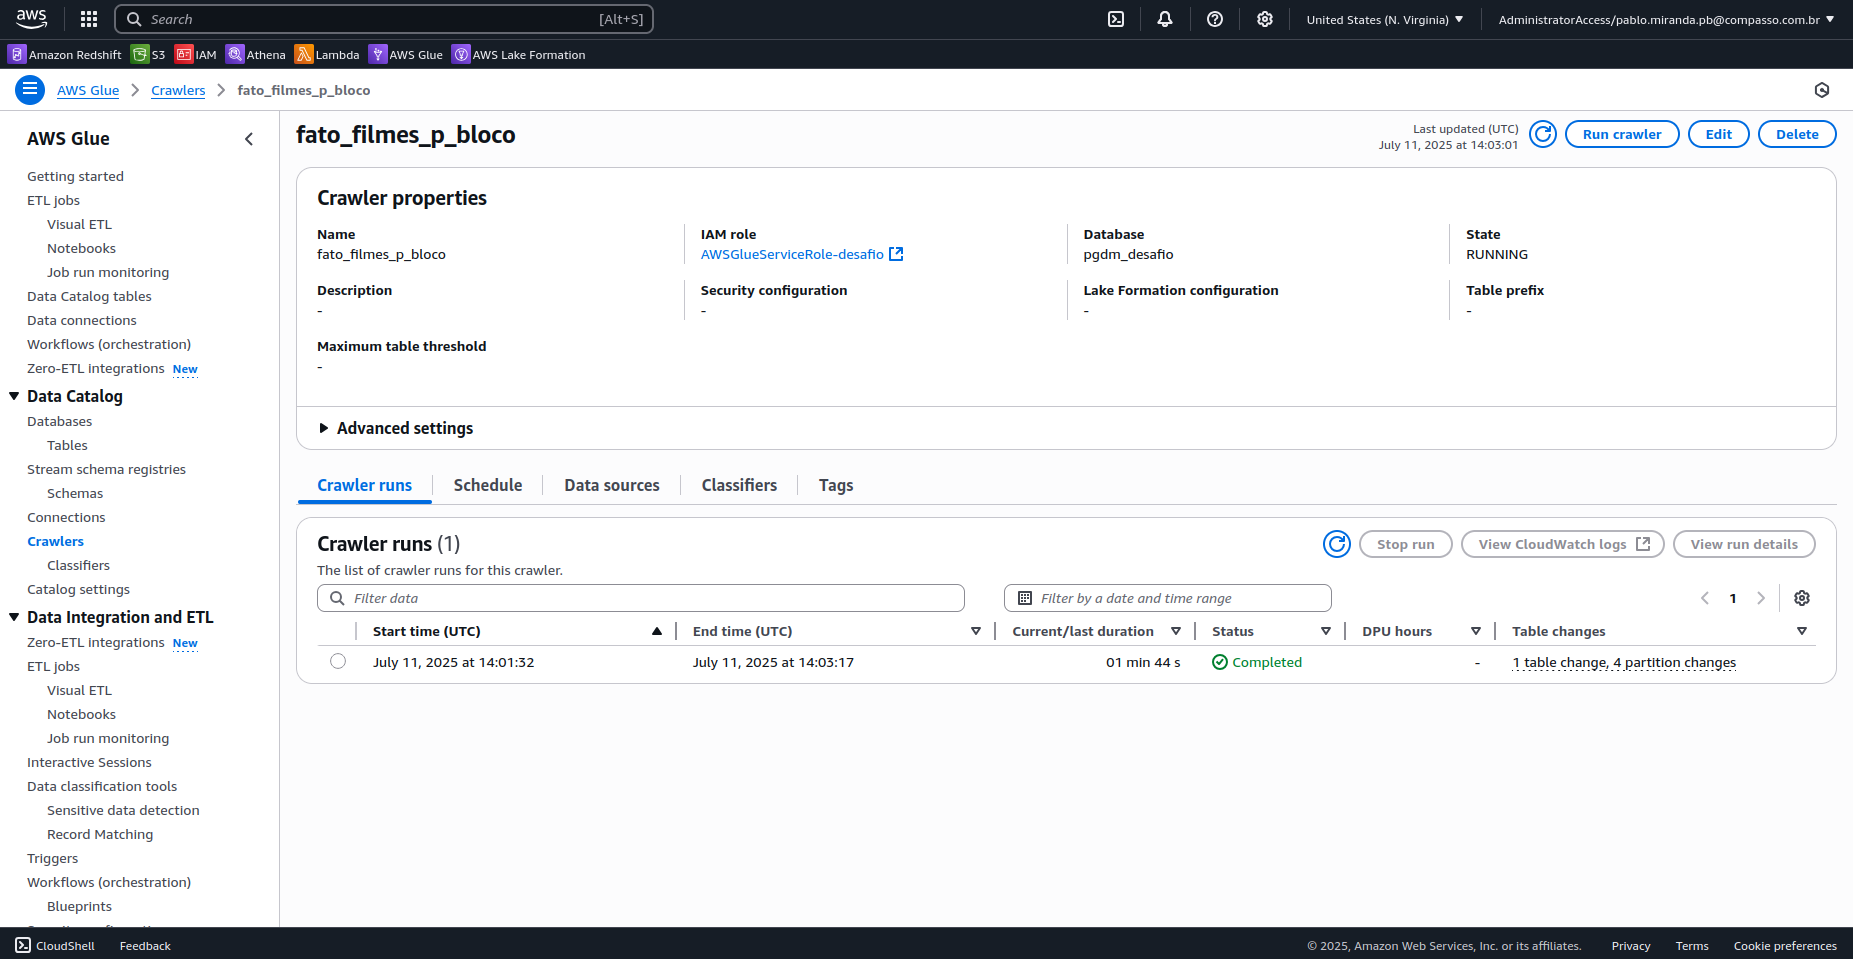 aws
Search [Alt+S]
United States (N. Virginia)
AdministratorAccess/pablo.miranda.pb@compasso.com.br
Amazon Redshift S3 IAM Athena Lambda AWS Glue AWS Lake Formation
AWS Glue Crawlers fato_filmes_p_bloco
AWS Glue
Getting started
ETL jobs
Visual ETL
Notebooks
Job run monitoring
Data Catalog tables
Data connections
Workflows (orchestration)
Zero-ETL integrations New
Data Catalog
Databases
Tables
Stream schema registries
Schemas
Connections
Crawlers
Classifiers
Catalog settings
Data Integration and ETL
Zero-ETL integrations New
ETL jobs
Visual ETL
Notebooks
Job run monitoring
Interactive Sessions
Data classification tools
Sensitive data detection
Record Matching
Triggers
Workflows (orchestration)
Blueprints
fato_filmes_p_bloco
Last updated (UTC)
July 11, 2025 at 14:03:01
Run crawler Edit Delete
Crawler properties
Name
fato_filmes_p_bloco
IAM role
AWSGlueServiceRole-desafio
Database
pgdm_desafio
State
RUNNING
Description
-
Security configuration
-
Lake Formation configuration
-
Table prefix
-
Maximum table threshold
-
Advanced settings
Crawler runs Schedule Data sources Classifiers Tags
Crawler runs (1)
Stop run View CloudWatch logs View run details
The list of crawler runs for this crawler.
Filter data
Filter by a date and time range
1
Start time (UTC) End time (UTC) Current/last duration Status DPU hours Table changes
July 11, 2025 at 14:01:32 July 11, 2025 at 14:03:17 01 min 44 s Completed - 1 table change, 4 partition changes
CloudShell Feedback
© 2025, Amazon Web Services, Inc. or its affiliates. Privacy Terms Cookie preferences